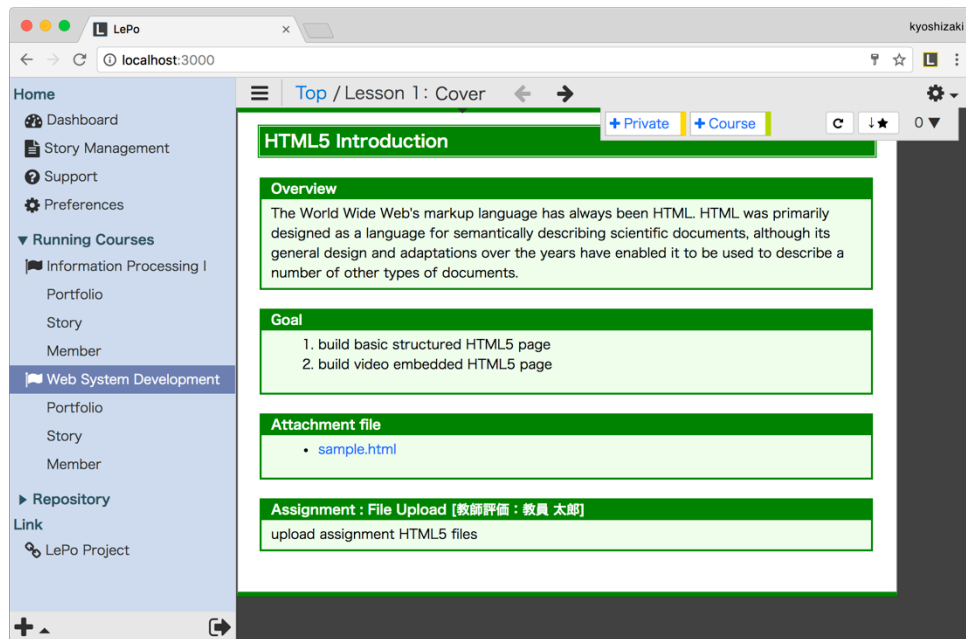 LePo
kyoshizaki
localhost:3000
Home
Dashboard
Story Management
Support
Preferences
▼ Running Courses
Information Processing I
Portfolio
Story
Member
Web System Development
Portfolio
Story
Member
▶ Repository
Link
LePo Project
Top / Lesson 1: Cover
+ Private
+ Course
0 ▼
HTML5 Introduction
Overview
The World Wide Web's markup language has always been HTML. HTML was primarily
designed as a language for semantically describing scientific documents, although its
general design and adaptations over the years have enabled it to be used to describe a
number of other types of documents.
Goal
1. build basic structured HTML5 page
2. build video embedded HTML5 page
Attachment file
• sample.html
Assignment : File Upload [教師評価：教員 太郎]
upload assignment HTML5 files